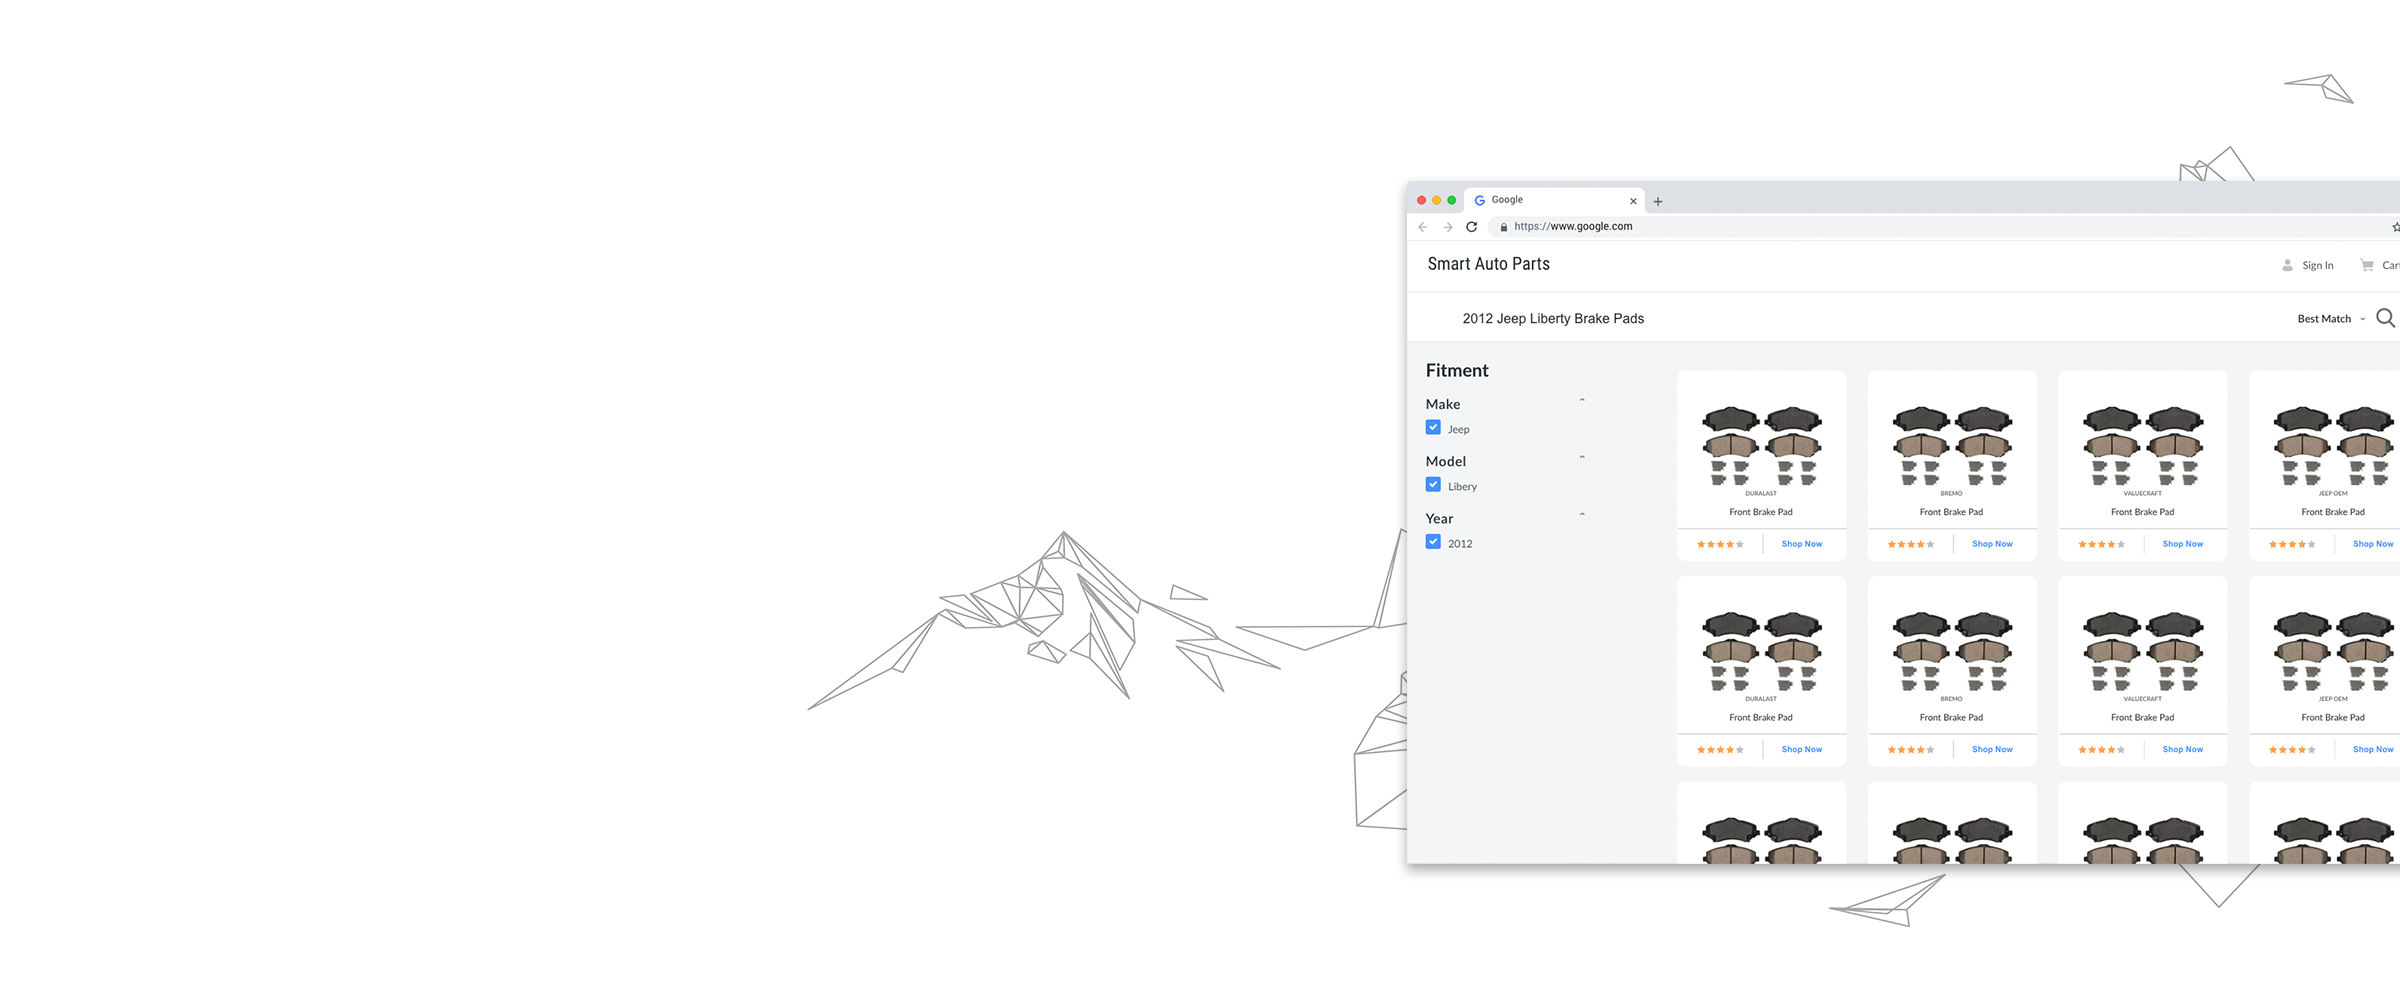 Google
https://www.google.com
Smart Auto Parts
Sign In
2012 Jeep Liberty Brake Pads
Best Match
Fitment
Make
Jeep
Model
Libery
Year
2012
DURALAST
Front Brake Pad
Shop Now
BREMO
Front Brake Pad
Shop Now
VALUECRAFT
Front Brake Pad
Shop Now
JEEP OEM
Front Brake Pad
Shop Now
DURALAST
Front Brake Pad
Shop Now
BREMO
Front Brake Pad
Shop Now
VALUECRAFT
Front Brake Pad
Shop Now
JEEP OEM
Front Brake Pad
Shop Now